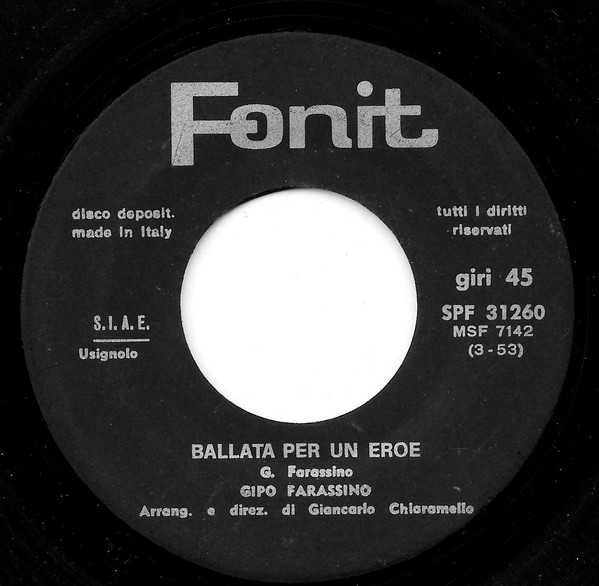 Fonit
disco deposit.
made in Italy
tutti i diritti
riservati
giri 45
SPF 31260
MSF 7142
(3-53)
S.I.A.E.
Usignolo
BALLATA PER UN EROE
G. Farassino
GIPO FARASSINO
Arrang. e direz. di Giancarlo Chiaramello